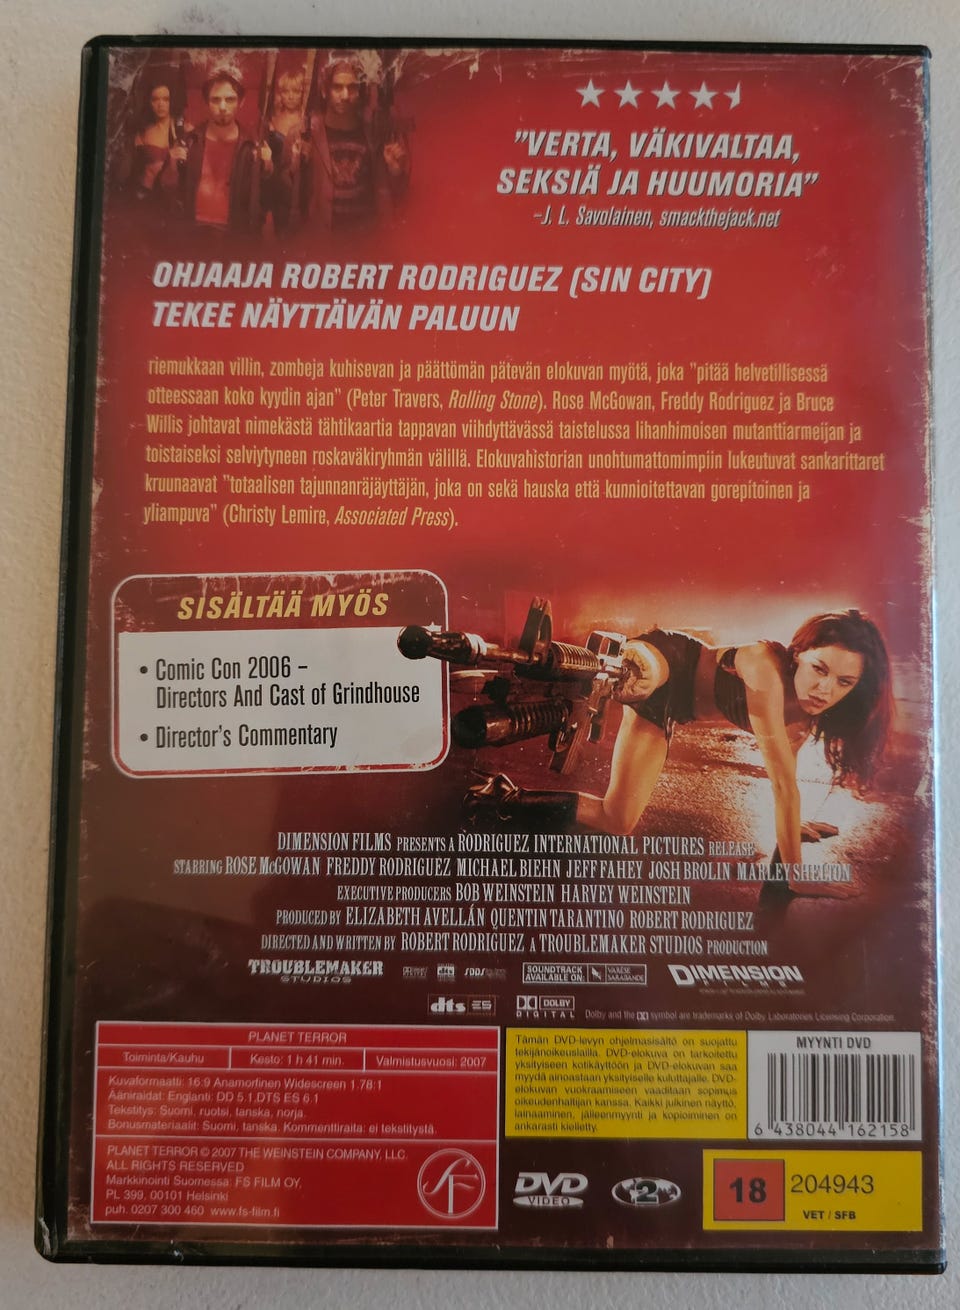 "VERTA, VÄKIVALTAA,
SEKSIÄ JA HUUMORIA"
–J. L. Savolainen, smackthejack.net
OHJAAJA ROBERT RODRIGUEZ (SIN CITY)
TEKEE NÄYTTÄVÄN PALUUN
riemukkaan villin, zombeja kuhisevan ja päättömän pätevän elokuvan myötä, joka "pitää helvetillisessä
otteessaan koko kyydin ajan" (Peter Travers, Rolling Stone). Rose McGowan, Freddy Rodriguez ja Bruce
Willis johtavat nimekästä tähtikaartia tappavan viihdyttävässä taistelussa lihanhimoisen mutanttiarmeijan ja
toistaiseksi selviytyneen roskaväkiryhmän välillä. Elokuvahistorian unohtumattomimpiin lukeutuvat sankarittaret
kruunaavat "totaalisen tajunnanräjäyttäjän, joka on sekä hauska että kunnioitettavan gorepitoinen ja
yliampuva" (Christy Lemire, Associated Press).
SISÄLTÄÄ MYÖS
• Comic Con 2006 –
Directors And Cast of Grindhouse
• Director's Commentary
DIMENSION FILMS PRESENTS A RODRIGUEZ INTERNATIONAL PICTURES RELEASE
STARRING ROSE McGOWAN FREDDY RODRIGUEZ MICHAEL BIEHN JEFF FAHEY JOSH BROLIN MARLEY SHELTON
EXECUTIVE PRODUCERS BOB WEINSTEIN HARVEY WEINSTEIN
PRODUCED BY ELIZABETH AVELLÁN QUENTIN TARANTINO ROBERT RODRIGUEZ
DIRECTED AND WRITTEN BY ROBERT RODRIGUEZ A TROUBLEMAKER STUDIOS PRODUCTION
TROUBLEMAKER STUDIOS dts SOUNDTRACK AVAILABLE ON: VARÈSE SARABANDE DIMENSION FILMS
dts ES DOLBY DIGITAL Dolby and the DD symbol are trademarks of Dolby Laboratories Licensing Corporation.
PLANET TERROR
Toiminta/Kauhu Kesto: 1 h 41 min. Valmistusvuosi: 2007
Kuvaformaatti: 16:9 Anamorfinen Widescreen 1.78:1
Ääniraidat: Englanti: DD 5.1, DTS ES 6.1
Tekstitys: Suomi, ruotsi, tanska, norja.
Bonusmateriaalit: Suomi, tanska. Kommenttiraita: ei tekstitystä.
PLANET TERROR © 2007 THE WEINSTEIN COMPANY, LLC.
ALL RIGHTS RESERVED
Markkinointi Suomessa: FS FILM OY,
PL 399, 00101 Helsinki
puh. 0207 300 460 www.fs-film.fi
SF
Tämän DVD-levyn ohjelmasisältö on suojattu
tekijänoikeuslailla. DVD-elokuva on tarkoitettu
yksityiseen kotikäyttöön ja DVD-elokuvan saa
myydä ainoastaan yksityiselle kuluttajalle. DVD-
elokuvan vuokraamiseen vaaditaan sopimus
oikeudenhaltijan kanssa. Kaikki julkinen näyttö,
lainaaminen, jälleenmyynti ja kopioiminen on
ankarasti kielletty.
MYYNTI DVD
6 438044 162158
DVD VIDEO
2
18
204943
VET / SFB